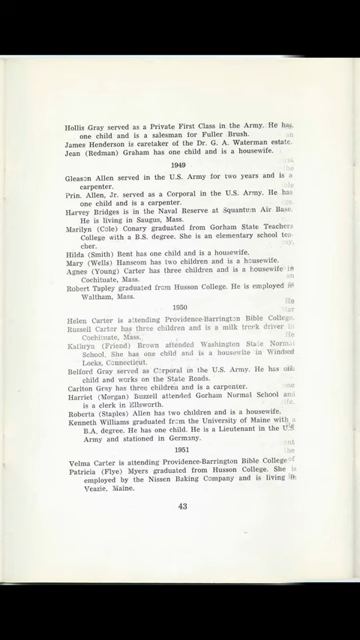 Hollis Gray served as a Private First Class in the Army. He has
one child and is a salesman for Fuller Brush.
James Henderson is caretaker of the Dr. G. A. Waterman estate.
Jean (Redman) Graham has one child and is a housewife.
1949
Gleason Allen served in the U.S. Army for two years and is a
carpenter.
Prin. Allen, Jr. served as a Corporal in the U.S. Army. He has
one child and is a carpenter.
Harvey Bridges is in the Naval Reserve at Squantum Air Base.
He is living in Saugus, Mass.
Marilyn (Cole) Conary graduated from Gorham State Teachers
College with a B.S. degree. She is an elementary school tea-
cher.
Hilda (Smith) Bent has one child and is a housewife.
Mary (Wells) Hanscom has two children and is a housewife.
Agnes (Young) Carter has three children and is a housewife in
Cochituate, Mass.
Robert Tapley graduated from Husson College. He is employed in
Waltham, Mass.
1950
Helen Carter is attending Providence-Barrington Bible College.
Russell Carter has three children and is a milk truck driver in
Cochituate, Mass.
Kathryn (Friend) Brown attended Washington State Normal
School. She has one child and is a housewife in Windsor
Locks, Connecticut.
Belford Gray served as Corporal in the U.S. Army. He has one
child and works on the State Roads.
Carlton Gray has three children and is a carpenter.
Harriet (Morgan) Buzzell attended Gorham Normal School and
is a clerk in Ellsworth.
Roberta (Staples) Allen has two children and is a housewife.
Kenneth Williams graduated from the University of Maine with a
B.A. degree. He has one child. He is a Lieutenant in the U.S
Army and stationed in Germany.
1951
Velma Carter is attending Providence-Barrington Bible College
Patricia (Flye) Myers graduated from Husson College. She is
employed by the Nissen Baking Company and is living in
Veazie, Maine.
43